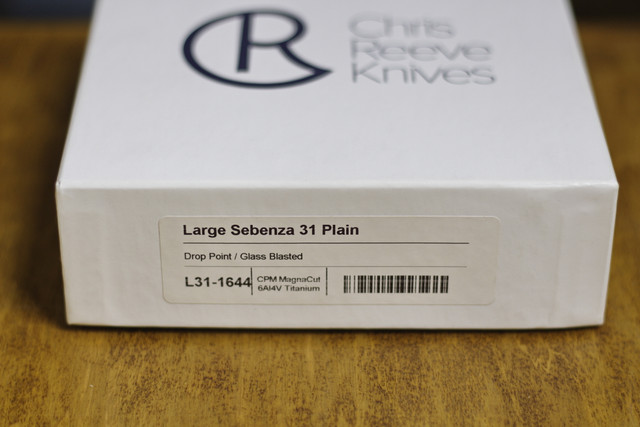 Chris
Reeve
Knives
Large Sebenza 31 Plain
Drop Point / Glass Blasted
L31-1644
CPM MagnaCut
6Al4V Titanium